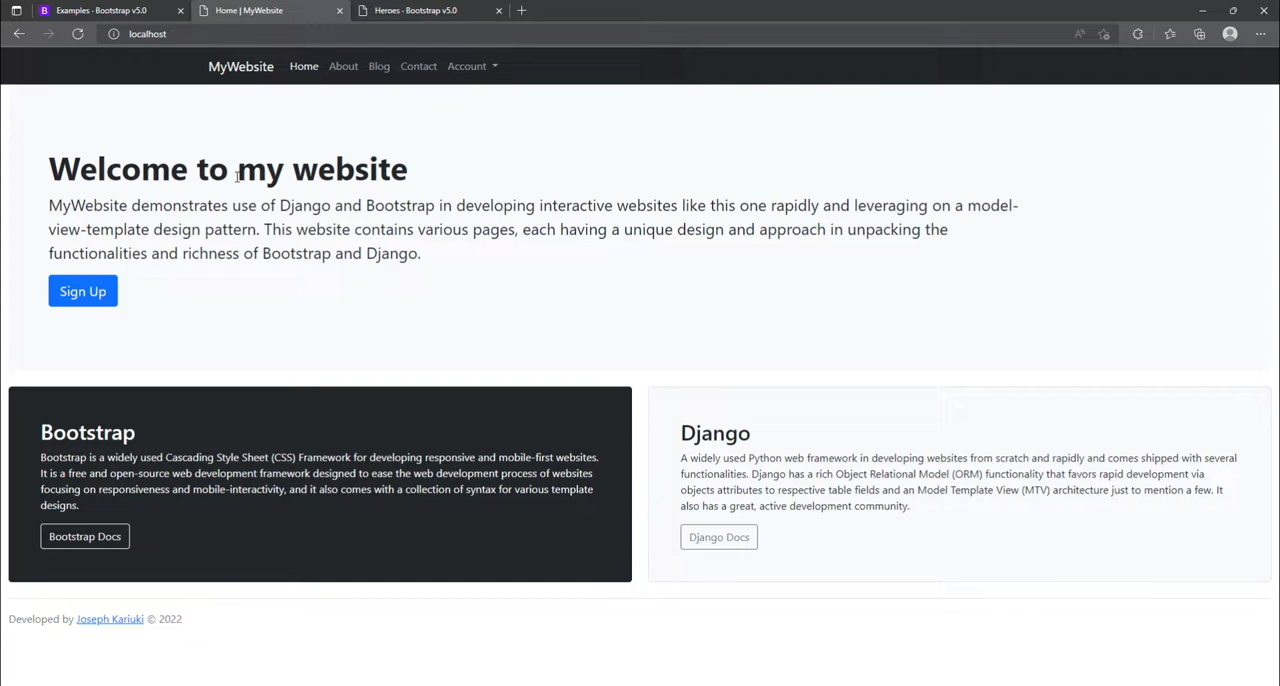 Examples · Bootstrap v5.0
Home | MyWebsite
Heroes · Bootstrap v5.0
localhost
MyWebsite Home About Blog Contact Account
Welcome to my website
MyWebsite demonstrates use of Django and Bootstrap in developing interactive websites like this one rapidly and leveraging on a model-
view-template design pattern. This website contains various pages, each having a unique design and approach in unpacking the
functionalities and richness of Bootstrap and Django.
Sign Up
Bootstrap
Bootstrap is a widely used Cascading Style Sheet (CSS) Framework for developing responsive and mobile-first websites.
It is a free and open-source web development framework designed to ease the web development process of websites
focusing on responsiveness and mobile-interactivity, and it also comes with a collection of syntax for various template
designs.
Bootstrap Docs
Django
A widely used Python web framework in developing websites from scratch and rapidly and comes shipped with several
functionalities. Django has a rich Object Relational Model (ORM) functionality that favors rapid development via
objects attributes to respective table fields and an Model Template View (MTV) architecture just to mention a few. It
also has a great, active development community.
Django Docs
Developed by Joseph Kariuki © 2022